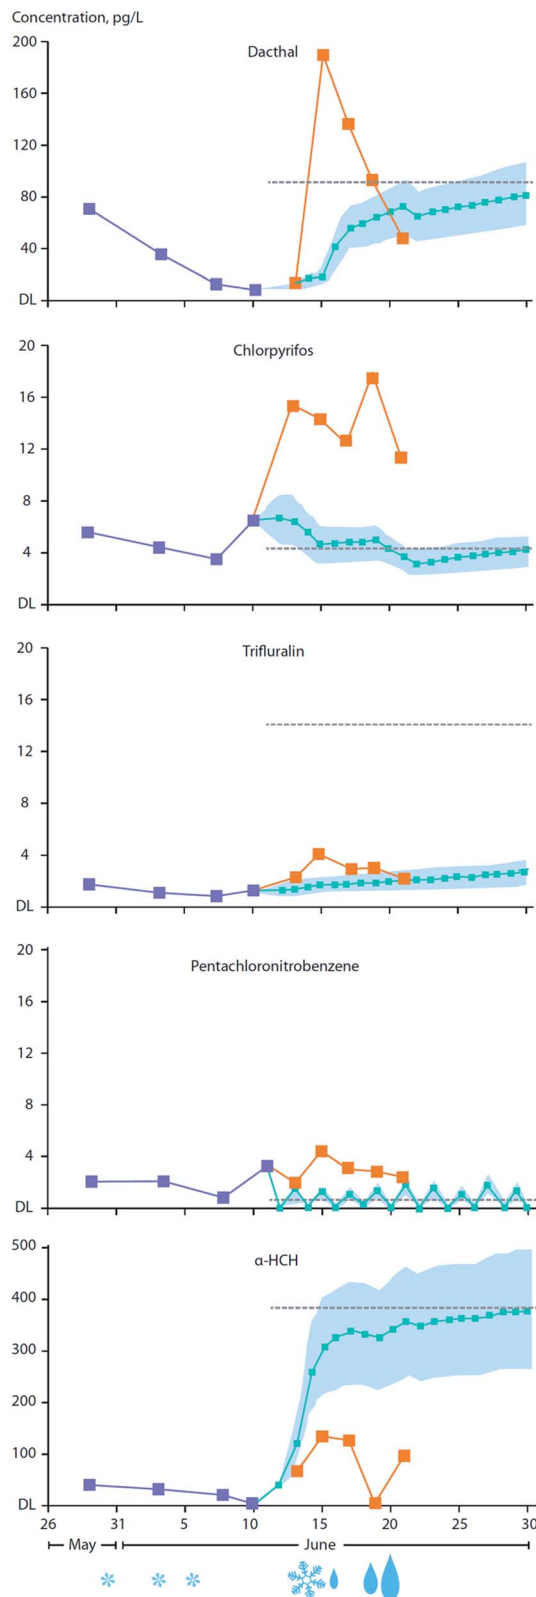 Concentration, pg/L
200
Dacthal
160
120
80
40
DL
20
Chlorpyrifos
16
12
8
4
DL
20
Trifluralin
16
12
8
4
DL
20
Pentachloronitrobenzene
16
12
8
4
DL
500
α-HCH
400
300
200
100
DL
26 31 5 10 15 20 25 30
May June